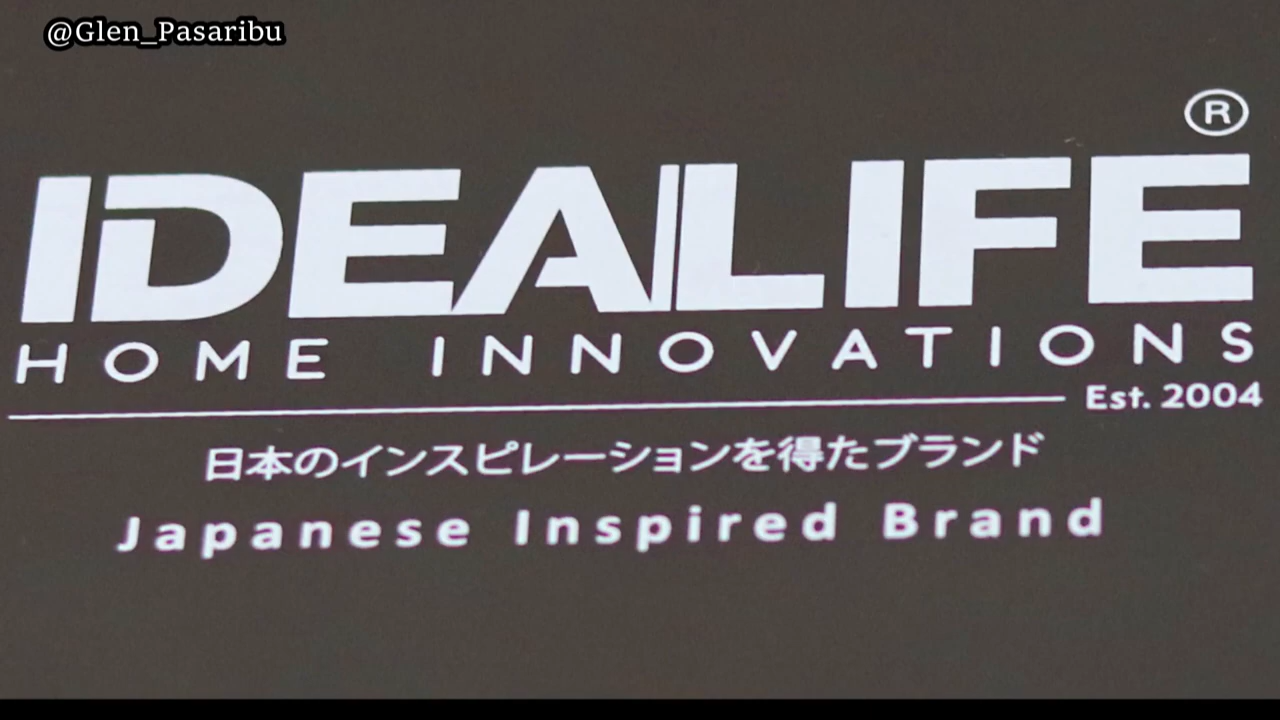 @Glen_Pasaribu
®
IDEALIFE
HOME INNOVATIONS
Est. 2004
日本のインスピレーションを得たブランド
Japanese Inspired Brand